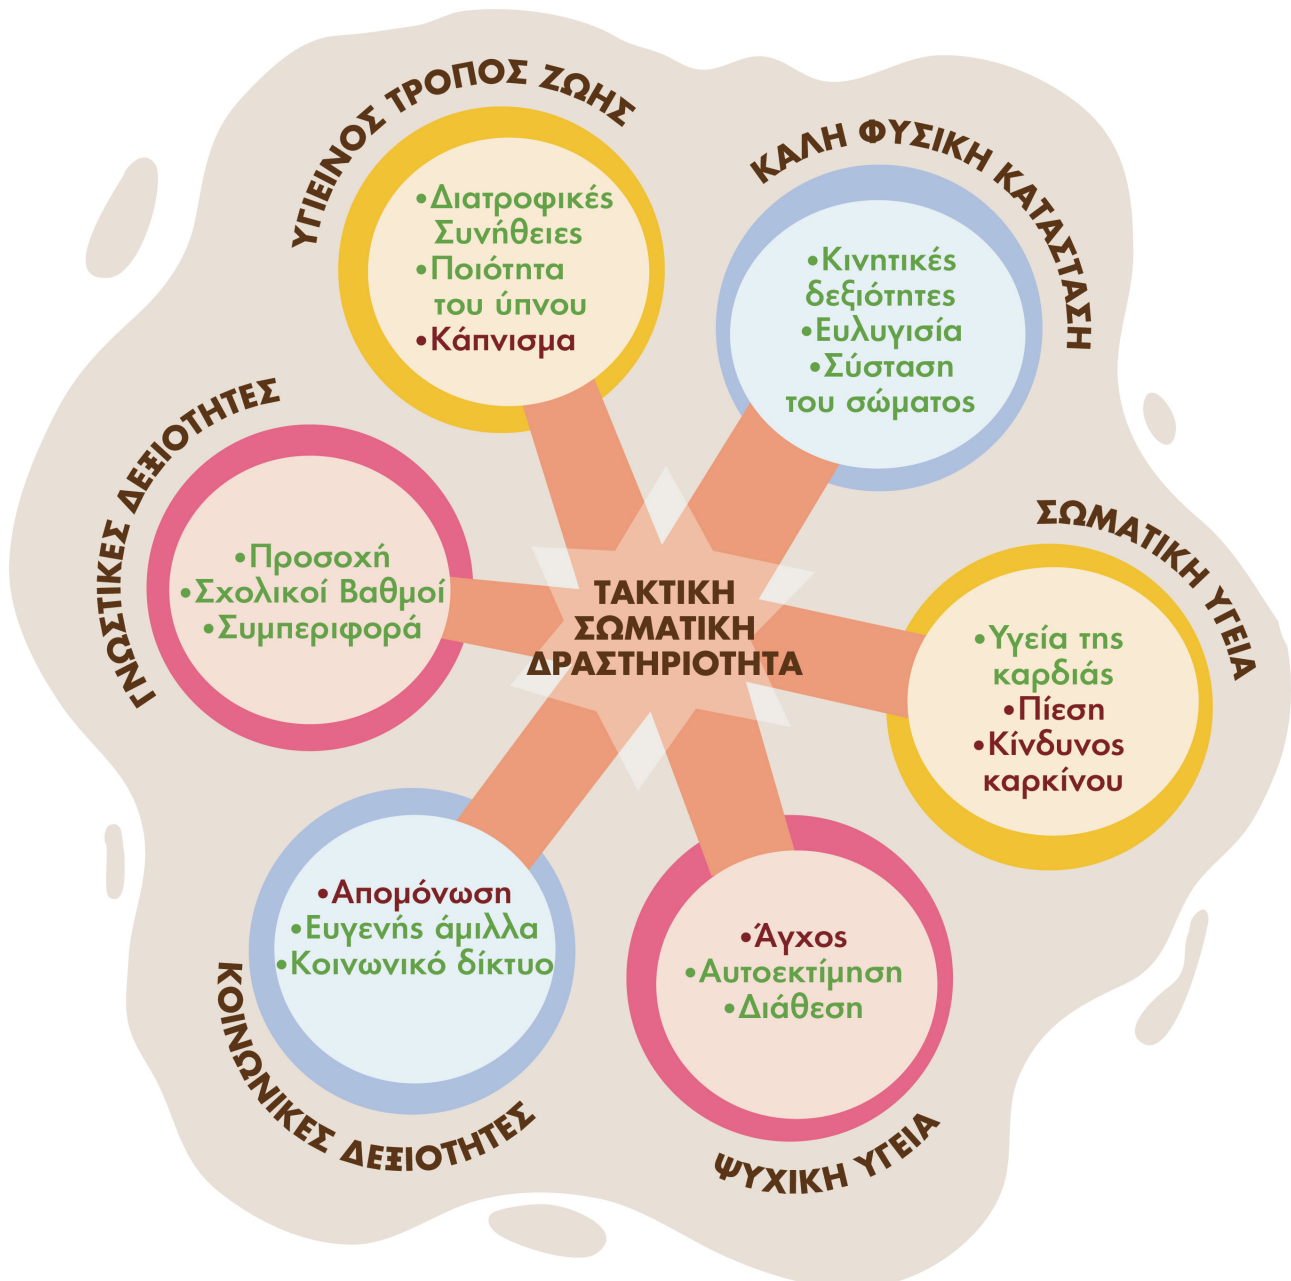 ΥΓΙΕΙΝΟΣ ΤΡΟΠΟΣ ΖΩΗΣ
•Διατροφικές
Συνήθειες
•Ποιότητα
του ύπνου
•Κάπνισμα
ΚΑΛΗ ΦΥΣΙΚΗ ΚΑΤΑΣΤΑΣΗ
•Κινητικές
δεξιότητες
•Ευλυγισία
•Σύσταση
του σώματος
ΓΝΩΣΤΙΚΕΣ ΔΕΞΙΟΤΗΤΕΣ
•Προσοχή
•Σχολικοί Βαθμοί
•Συμπεριφορά
ΤΑΚΤΙΚΗ
ΣΩΜΑΤΙΚΗ
ΔΡΑΣΤΗΡΙΟΤΗΤΑ
ΣΩΜΑΤΙΚΗ ΥΓΕΙΑ
•Υγεία της
καρδιάς
•Πίεση
•Κίνδυνος
καρκίνου
•Απομόνωση
•Ευγενής άμιλλα
•Κοινωνικό δίκτυο
ΚΟΙΝΩΝΙΚΕΣ ΔΕΞΙΟΤΗΤΕΣ
•Άγχος
•Αυτοεκτίμηση
•Διάθεση
ΨΥΧΙΚΗ ΥΓΕΙΑ